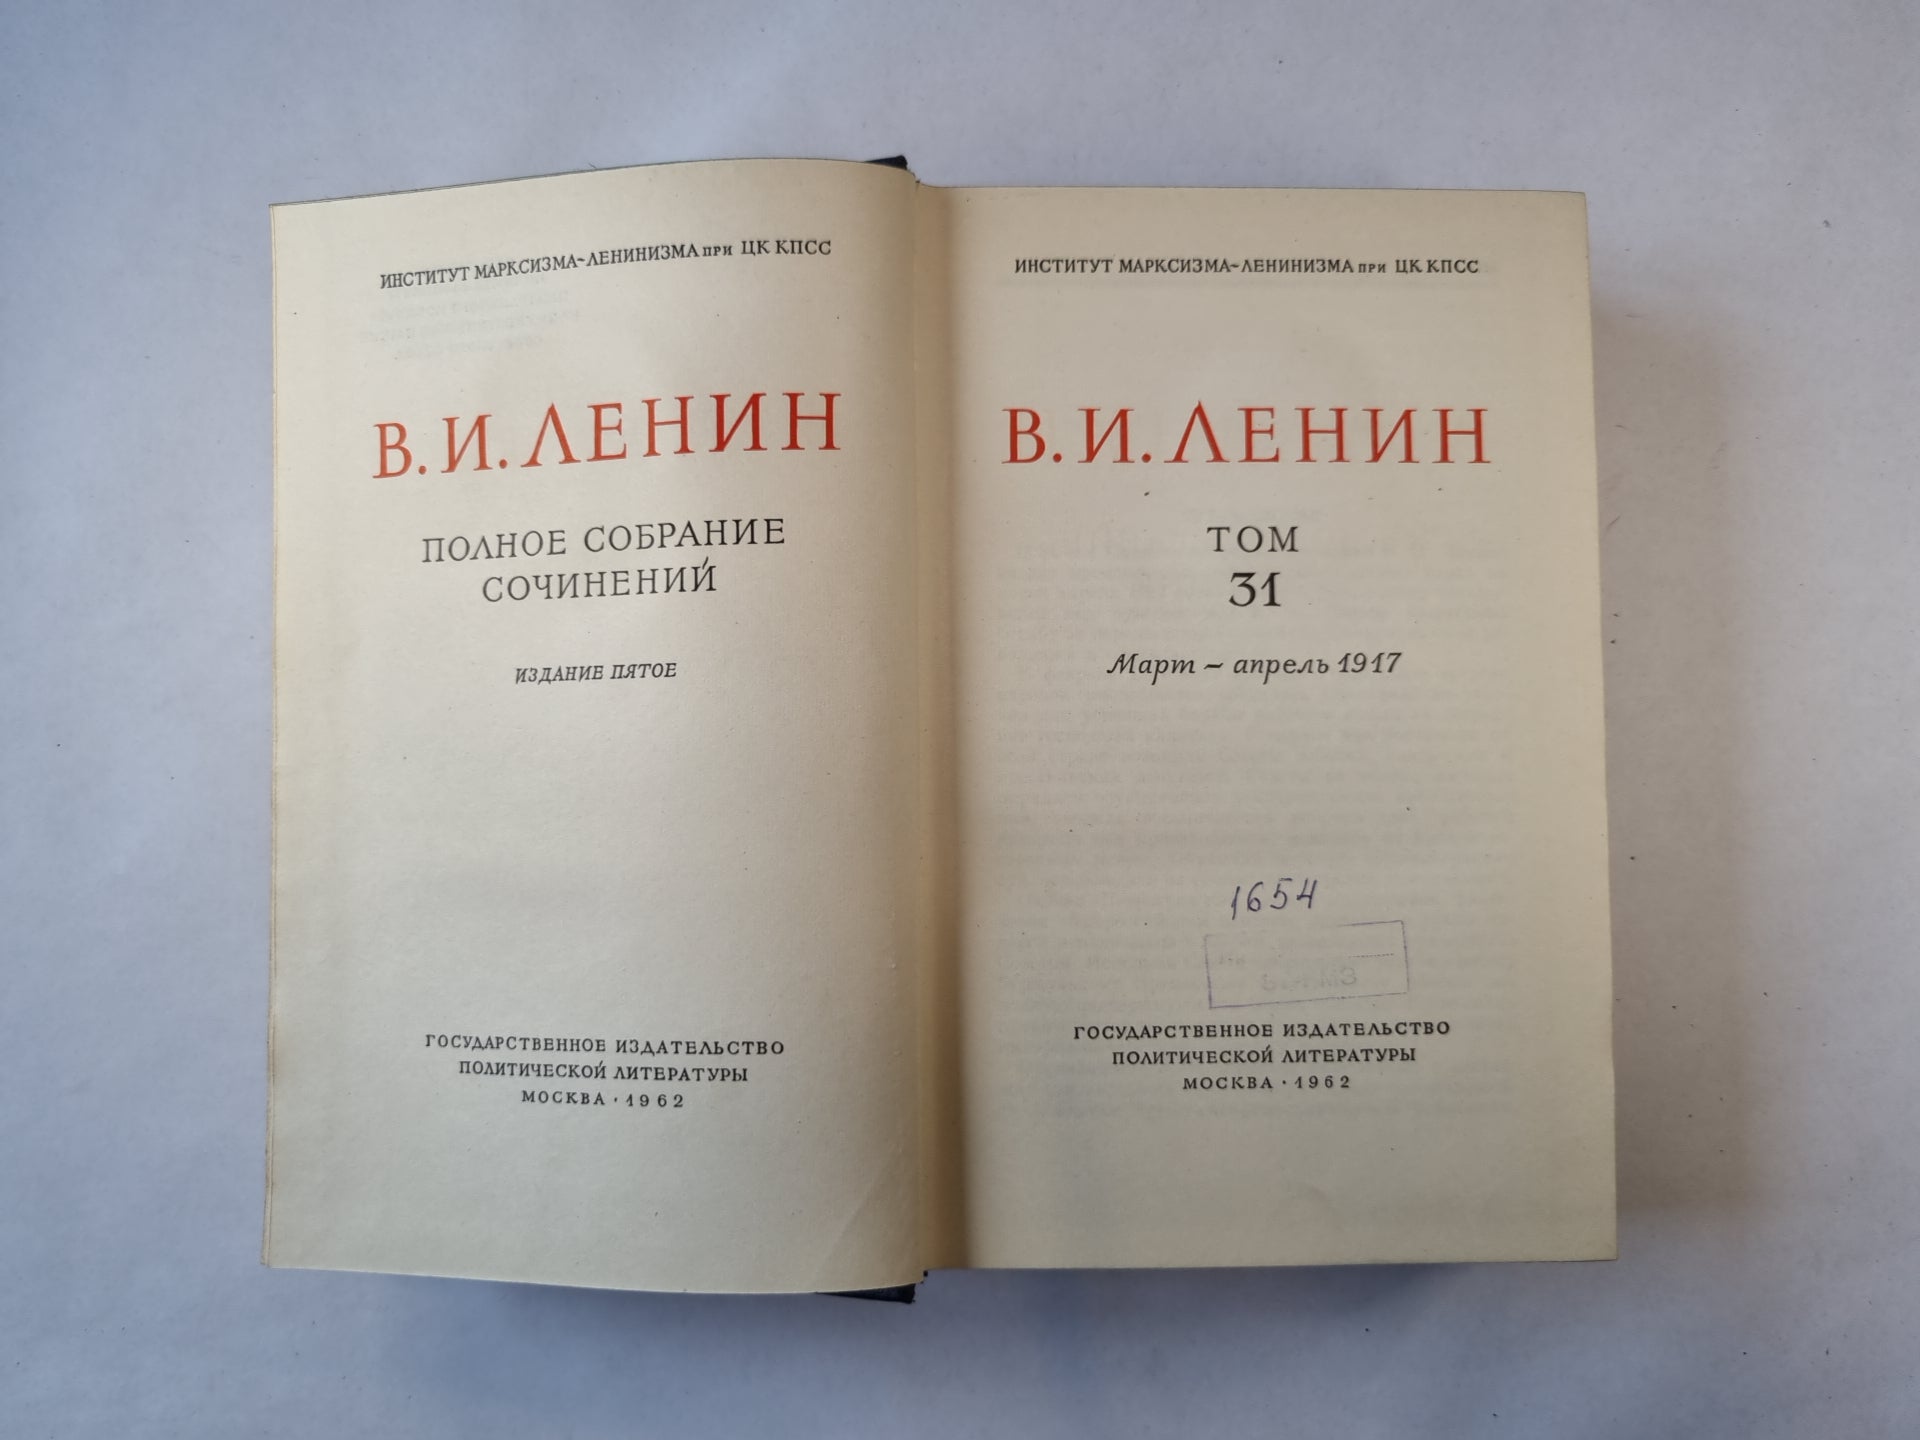 ИНСТИТУТ МАРКСИЗМА-ЛЕНИНИЗМА ПРИ ЦК КПСС
В. И. ЛЕНИН
ПОЛНОЕ СОБРАНИЕ
СОЧИНЕНИЙ
ИЗДАНИЕ ПЯТОЕ
ГОСУДАРСТВЕННОЕ ИЗДАТЕЛЬСТВО
ПОЛИТИЧЕСКОЙ ЛИТЕРАТУРЫ
МОСКВА · 1962
ИНСТИТУТ МАРКСИЗМА-ЛЕНИНИЗМА ПРИ ЦК КПСС
В. И. ЛЕНИН
ТОМ
31
Март ~ апрель 1917
1654
ГОСУДАРСТВЕННОЕ ИЗДАТЕЛЬСТВО
ПОЛИТИЧЕСКОЙ ЛИТЕРАТУРЫ
МОСКВА · 1962